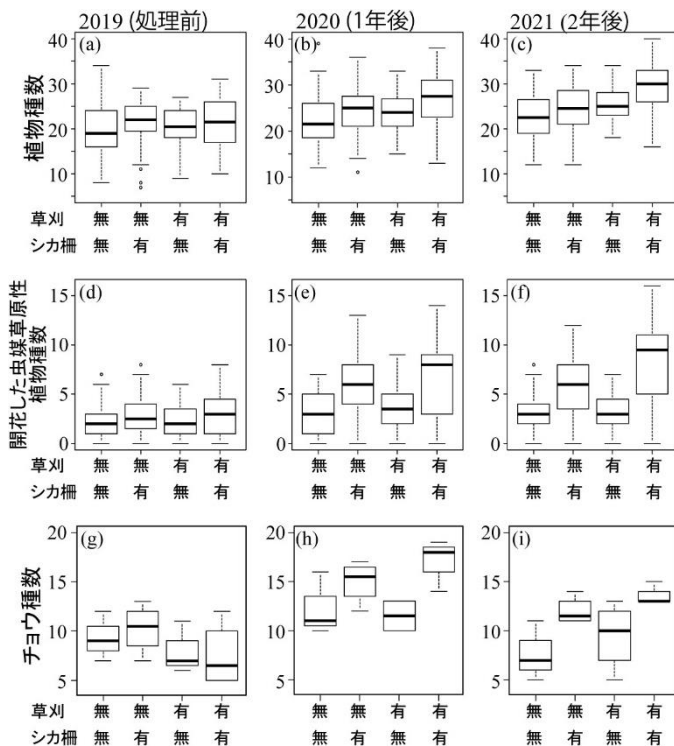 2019 (処理前) 2020 (1年後) 2021 (2年後)
植物種数
40 30 20 10
(a)
40 30 20 10
(b)
40 30 20 10
(c)
草刈 無 無 有 有 無 無 有 有 無 無 有 有
シカ柵 無 有 無 有 無 有 無 有 無 有 無 有
開花した虫媒草原性
植物種数
15 10 5 0
(d)
15 10 5 0
(e)
15 10 5 0
(f)
草刈 無 無 有 有 無 無 有 有 無 無 有 有
シカ柵 無 有 無 有 無 有 無 有 無 有 無 有
チョウ種数
20 15 10 5
(g)
20 15 10 5
(h)
20 15 10 5
(i)
草刈 無 無 有 有 無 無 有 有 無 無 有 有
シカ柵 無 有 無 有 無 有 無 有 無 有 無 有